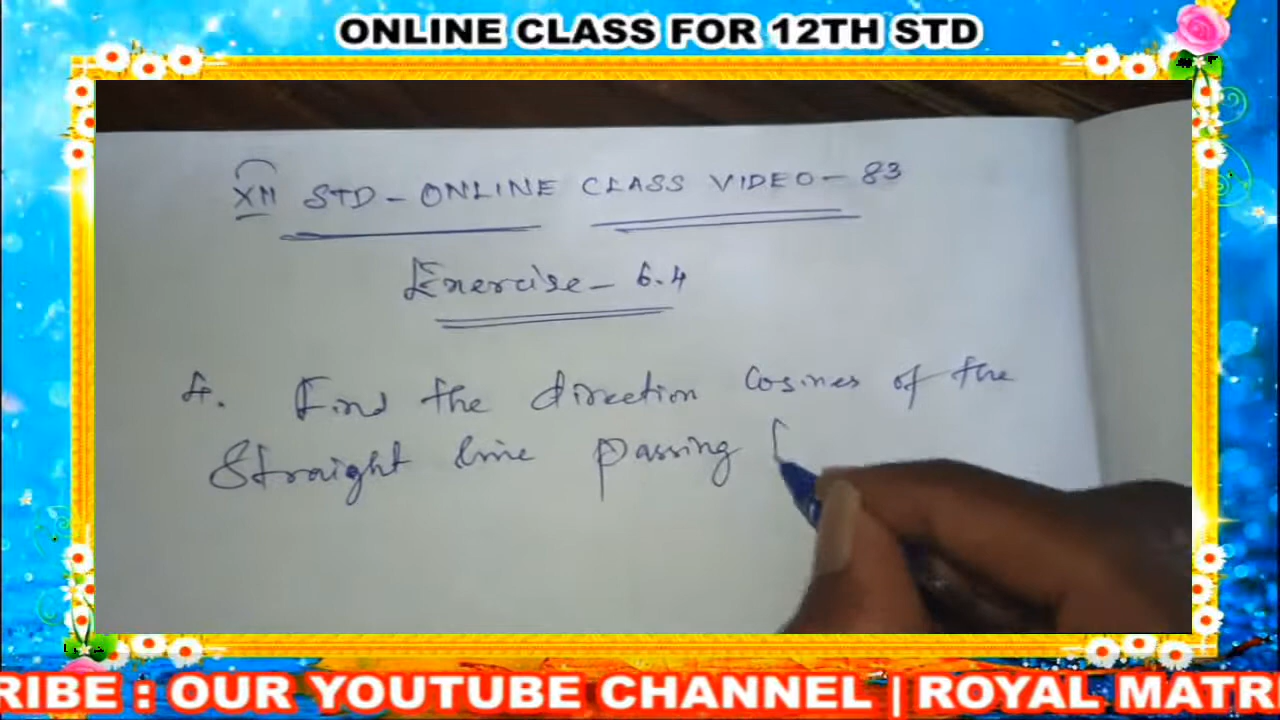 ONLINE CLASS FOR 12TH STD
XII STD - ONLINE CLASS VIDEO - 83
Exercise - 6.4
4. Find the direction cosines of the
Straight line passing
RIBE : OUR YOUTUBE CHANNEL | ROYAL MATRI